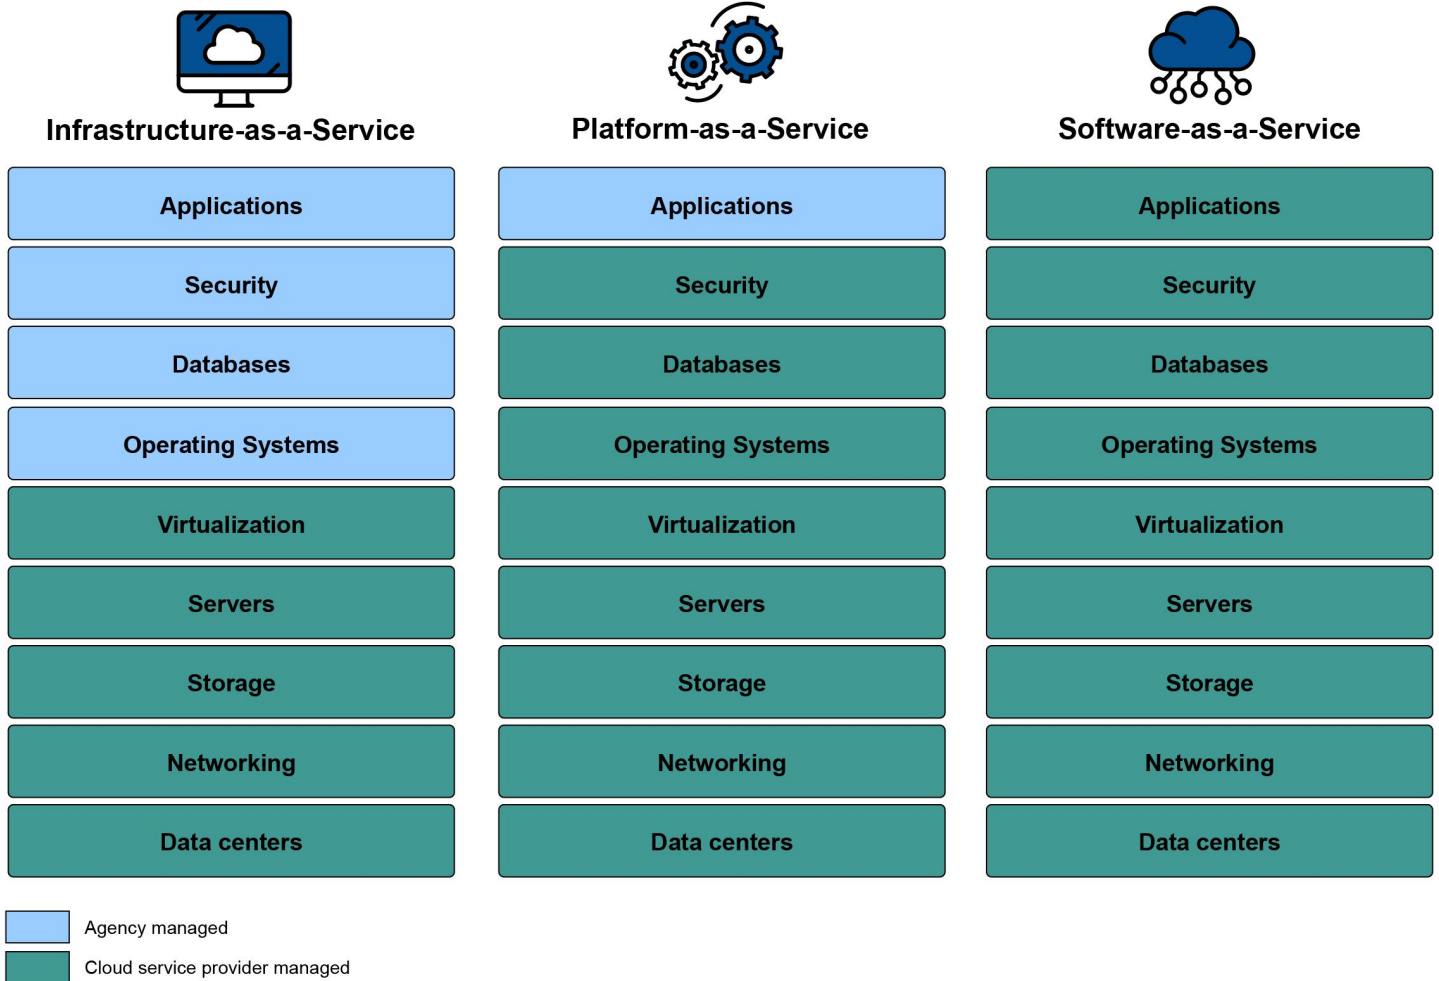 Infrastructure-as-a-Service
Platform-as-a-Service
Software-as-a-Service
Applications
Applications
Applications
Security
Security
Security
Databases
Databases
Databases
Operating Systems
Operating Systems
Operating Systems
Virtualization
Virtualization
Virtualization
Servers
Servers
Servers
Storage
Storage
Storage
Networking
Networking
Networking
Data centers
Data centers
Data centers
Agency managed
Cloud service provider managed